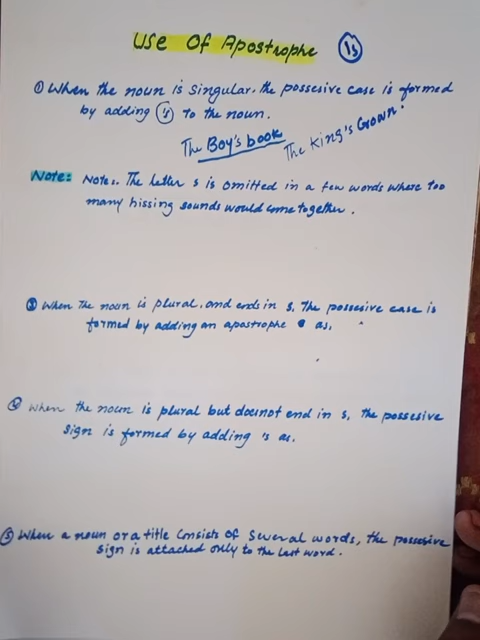 Use Of Apostrophe 's
① When the noun is singular, the possesive case is formed
by adding 's to the noun.
The Boy's book The King's Crown.
Note: Notes. The letter s is omitted in a few words where too
many hissing sounds would come together.
③ When the noun is plural, and ends in s, the possesive case is
formed by adding an apostrophe as,
④ When the noun is plural but doesnot end in s, the possesive
sign is formed by adding 's as.
⑤ When a noun or a title consists of several words, the possesive
sign is attached only to the last word.